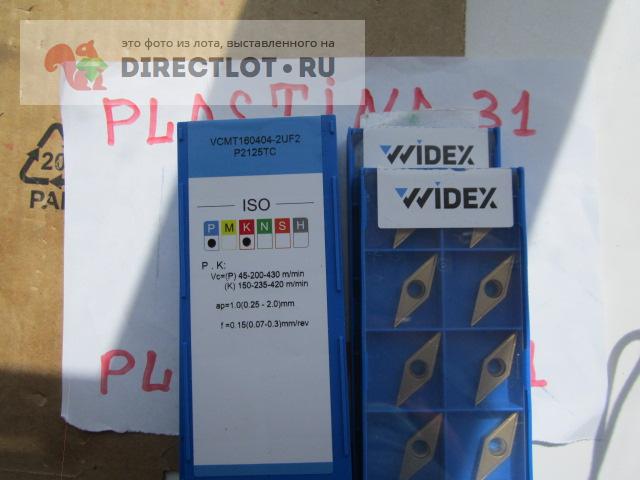 это фото из лота, выставленного на
DIRECTLOT.RU
PLASTINA 31
20
PAP
VCMT160404-2UF2
P2125TC
WIDEX
WIDEX
ISO
P M K N S H
P . K:
Vc=(P) 45-200-430 m/min
(K) 150-235-420 m/min
ap=1.0(0.25 - 2.0)mm
f =0.15(0.07-0.3)mm/rev
PLA
1